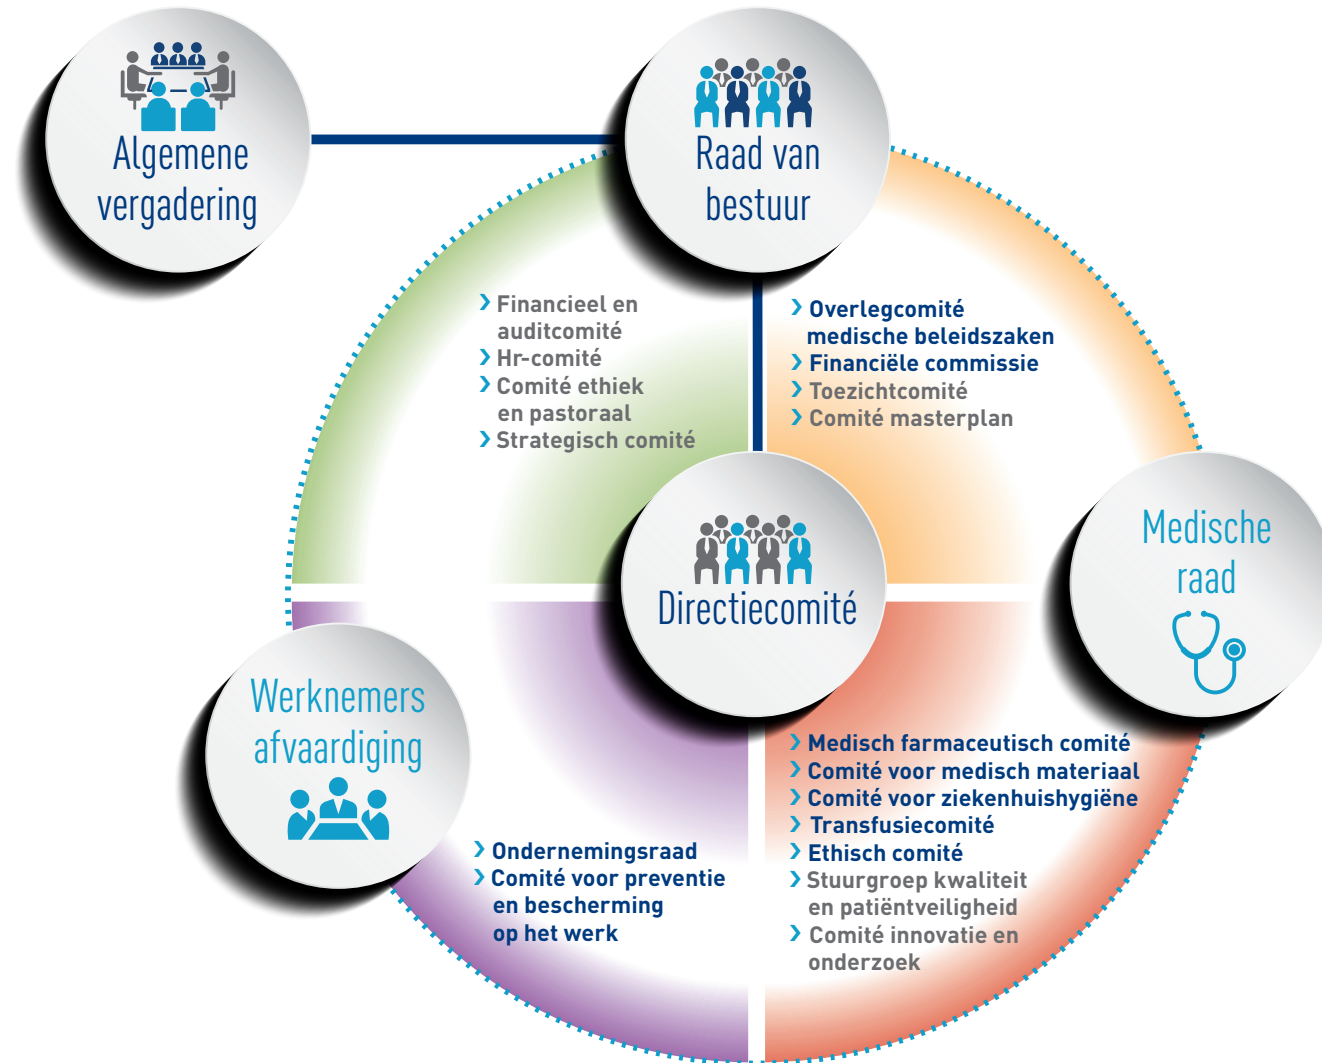 Algemene
vergadering
Raad van
bestuur
› Financieel en
auditcomité
› Hr-comité
› Comité ethiek
en pastoraal
› Strategisch comité
› Overlegcomité
medische beleidszaken
› Financiële commissie
› Toezichtcomité
› Comité masterplan
Directiecomité
Medische
raad
Werknemers
afvaardiging
› Ondernemingsraad
› Comité voor preventie
en bescherming
op het werk
› Medisch farmaceutisch comité
› Comité voor medisch materiaal
› Comité voor ziekenhuishygiëne
› Transfusiecomité
› Ethisch comité
› Stuurgroep kwaliteit
en patiëntveiligheid
› Comité innovatie en
onderzoek